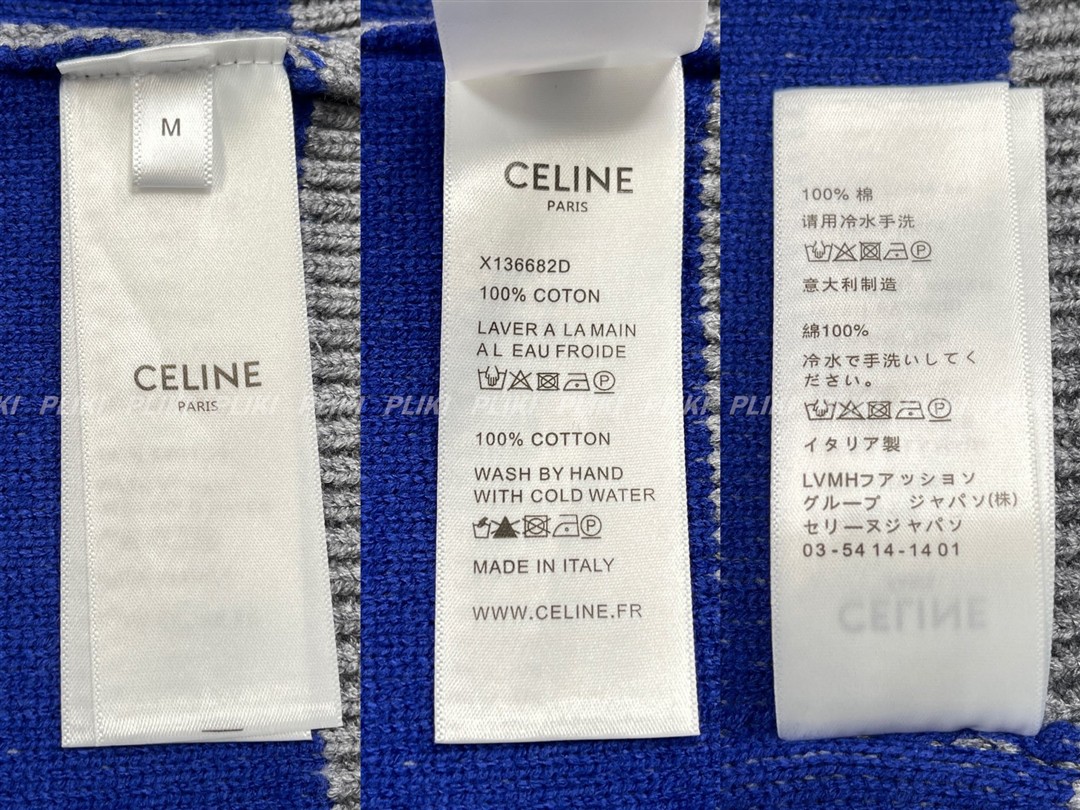 M
CELINE
PARIS
CELINE
PARIS
X136682D
100% COTON
LAVER A LA MAIN
A L EAU FROIDE
100% COTTON
WASH BY HAND
WITH COLD WATER
MADE IN ITALY
WWW.CELINE.FR
100% 棉
请用冷水手洗
意大利制造
綿100%
冷水で手洗いしてく
ださい。
イタリア製
LVMHフアッショソ
グループ ジャパソ(株)
セリーヌジャパソ
03-5414-1401
CELINE
PLIKI PLIKI PLIKI PLIKI PLIKI PLIKI PLIKI